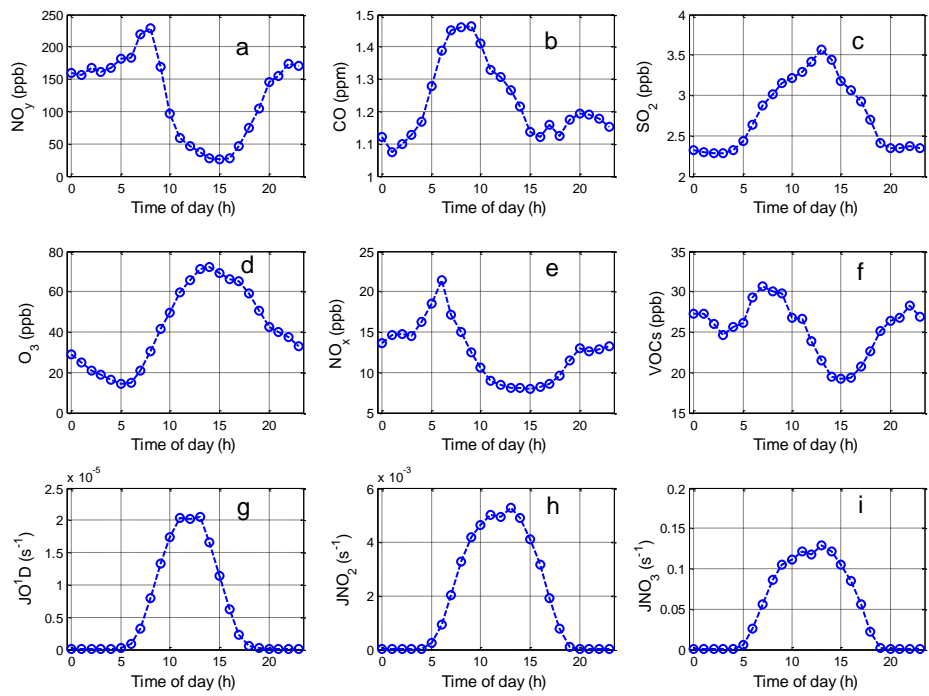 a
NOy (ppb)
250
200
150
100
50
0
0 5 10 15 20
Time of day (h)
b
CO (ppm)
1.5
1.4
1.3
1.2
1.1
1
0 5 10 15 20
Time of day (h)
c
SO2 (ppb)
4
3.5
3
2.5
2
0 5 10 15 20
Time of day (h)
d
O3 (ppb)
80
60
40
20
0
0 5 10 15 20
Time of day (h)
e
NOx (ppb)
25
20
15
10
5
0 5 10 15 20
Time of day (h)
f
VOCs (ppb)
35
30
25
20
15
0 5 10 15 20
Time of day (h)
x 10⁻⁵
g
JO¹D (s⁻¹)
2.5
2
1.5
1
0.5
0
0 5 10 15 20
Time of day (h)
x 10⁻³
h
JNO2 (s⁻¹)
6
4
2
0
0 5 10 15 20
Time of day (h)
i
JNO3 (s⁻¹)
0.2
0.15
0.1
0.05
0
0 5 10 15 20
Time of day (h)